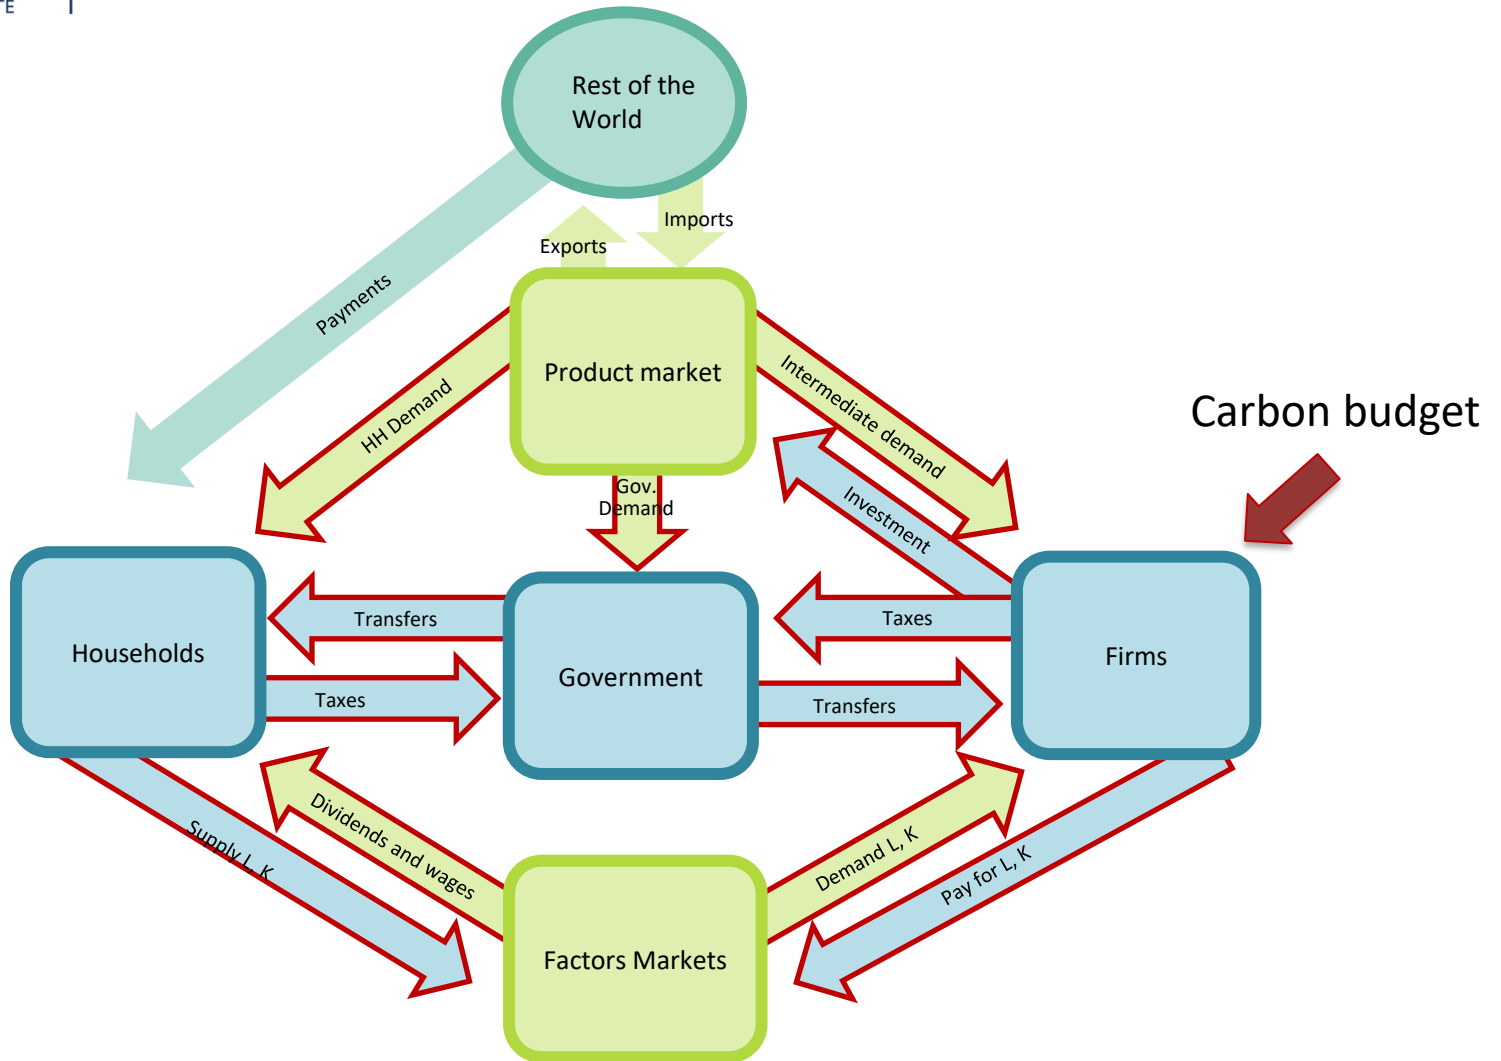 TE
Rest of the
World
Imports
Exports
Payments
Product market
HH Demand
Intermediate demand
Carbon budget
Gov.
Demand
Investment
Transfers
Taxes
Households
Government
Firms
Taxes
Transfers
Supply L, K
Dividends and wages
Demand L, K
Pay for L, K
Factors Markets